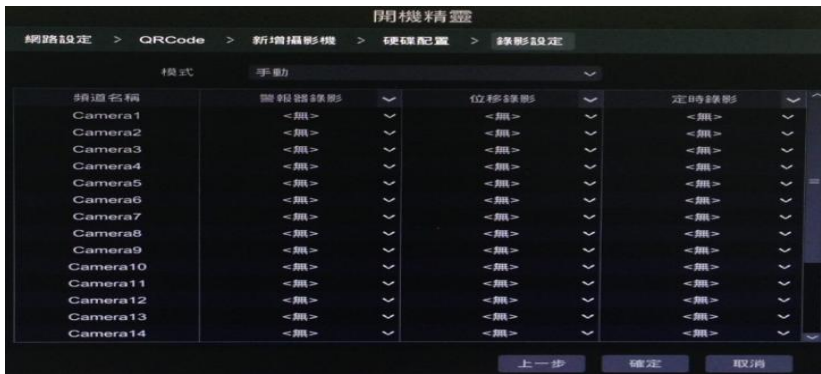 開機精靈
網路設定 > QRCode > 新增攝影機 > 硬碟配置 > 錄影設定
模式 手動
頻道名稱 警報器錄影 位移錄影 定時錄影
Camera1 <無> <無> <無>
Camera2 <無> <無> <無>
Camera3 <無> <無> <無>
Camera4 <無> <無> <無>
Camera5 <無> <無> <無>
Camera6 <無> <無> <無>
Camera7 <無> <無> <無>
Camera8 <無> <無> <無>
Camera9 <無> <無> <無>
Camera10 <無> <無> <無>
Camera11 <無> <無> <無>
Camera12 <無> <無> <無>
Camera13 <無> <無> <無>
Camera14 <無> <無> <無>
上一步 確定 取消